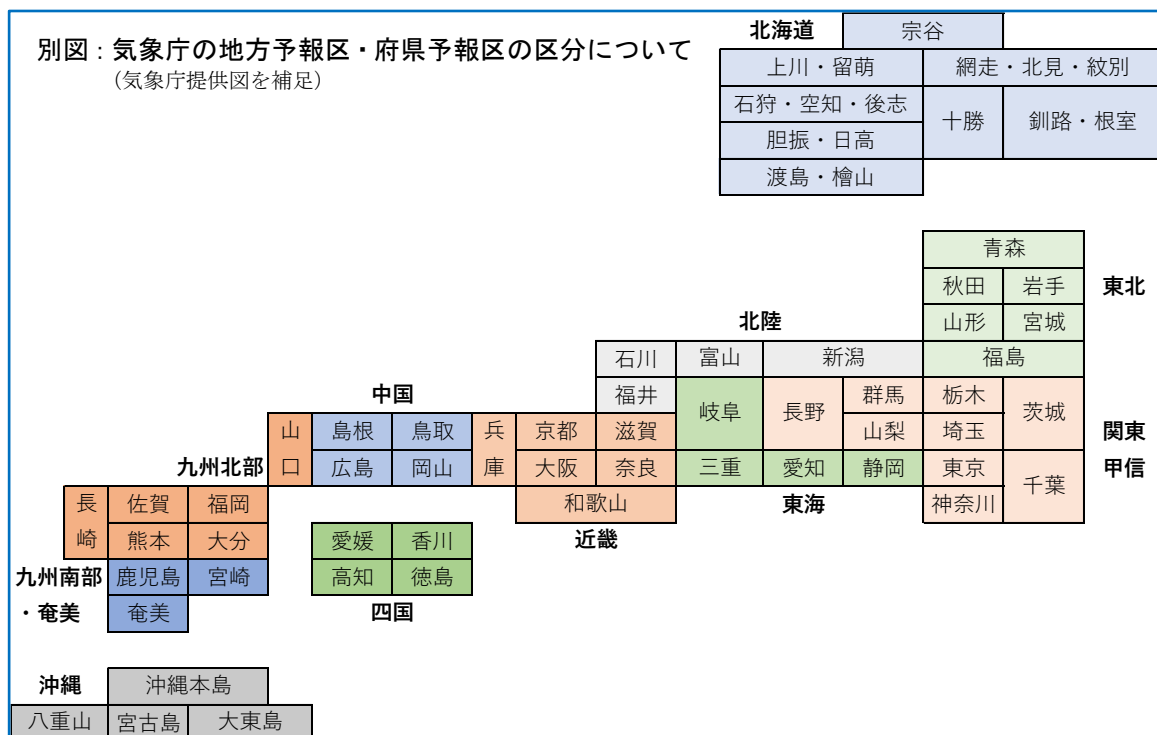 別図：気象庁の地方予報区・府県予報区の区分について
(気象庁提供図を補足)
北海道
宗谷
上川・留萌
網走・北見・紋別
石狩・空知・後志
十勝
釧路・根室
胆振・日高
渡島・檜山
青森
秋田
岩手
東北
山形
宮城
北陸
石川
富山
新潟
福島
中国
福井
岐阜
長野
群馬
栃木
茨城
山口
島根
鳥取
兵庫
京都
滋賀
山梨
埼玉
関東
九州北部
広島
岡山
大阪
奈良
三重
愛知
静岡
東京
千葉
甲信
長崎
佐賀
福岡
和歌山
東海
神奈川
熊本
大分
愛媛
香川
近畿
九州南部
鹿児島
宮崎
高知
徳島
・奄美
奄美
四国
沖縄
沖縄本島
八重山
宮古島
大東島